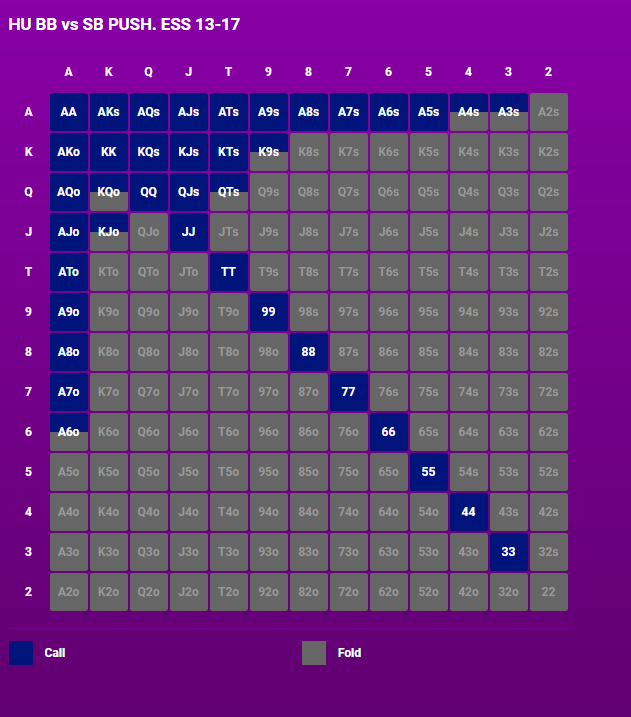 HU BB vs SB PUSH. ESS 13-17
A K Q J T 9 8 7 6 5 4 3 2
A AA AKs AQs AJs ATs A9s A8s A7s A6s A5s A4s A3s A2s
K AKo KK KQs KJs KTs K9s K8s K7s K6s K5s K4s K3s K2s
Q AQo KQo QQ QJs QTs Q9s Q8s Q7s Q6s Q5s Q4s Q3s Q2s
J AJo KJo QJo JJ JTs J9s J8s J7s J6s J5s J4s J3s J2s
T ATo KTo QTo JTo TT T9s T8s T7s T6s T5s T4s T3s T2s
9 A9o K9o Q9o J9o T9o 99 98s 97s 96s 95s 94s 93s 92s
8 A8o K8o Q8o J8o T8o 98o 88 87s 86s 85s 84s 83s 82s
7 A7o K7o Q7o J7o T7o 97o 87o 77 76s 75s 74s 73s 72s
6 A6o K6o Q6o J6o T6o 96o 86o 76o 66 65s 64s 63s 62s
5 A5o K5o Q5o J5o T5o 95o 85o 75o 65o 55 54s 53s 52s
4 A4o K4o Q4o J4o T4o 94o 84o 74o 64o 54o 44 43s 42s
3 A3o K3o Q3o J3o T3o 93o 83o 73o 63o 53o 43o 33 32s
2 A2o K2o Q2o J2o T2o 92o 82o 72o 62o 52o 42o 32o 22
Call Fold